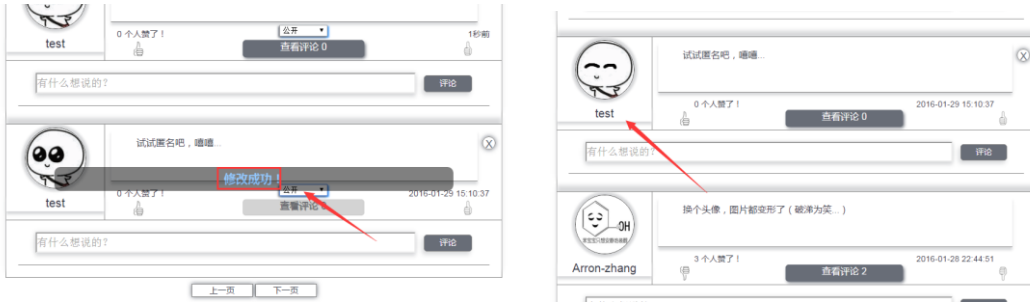 0 个人赞了！
公开
1秒前
test
查看评论 0
有什么想说的?
评论
试试匿名吧，嘻嘻...
X
修改成功！
0 个人赞了！
公开
2016-01-29 15:10:37
test
查看评论 0
有什么想说的?
评论
上一页
下一页
试试匿名吧，嘻嘻...
X
0 个人赞了！
2016-01-29 15:10:37
test
查看评论 0
有什么想说的?
评论
换个头像，图片都变形了（破涕为笑...）
OH
3 个人赞了！
2016-01-28 22:44:51
Arron-zhang
查看评论 2